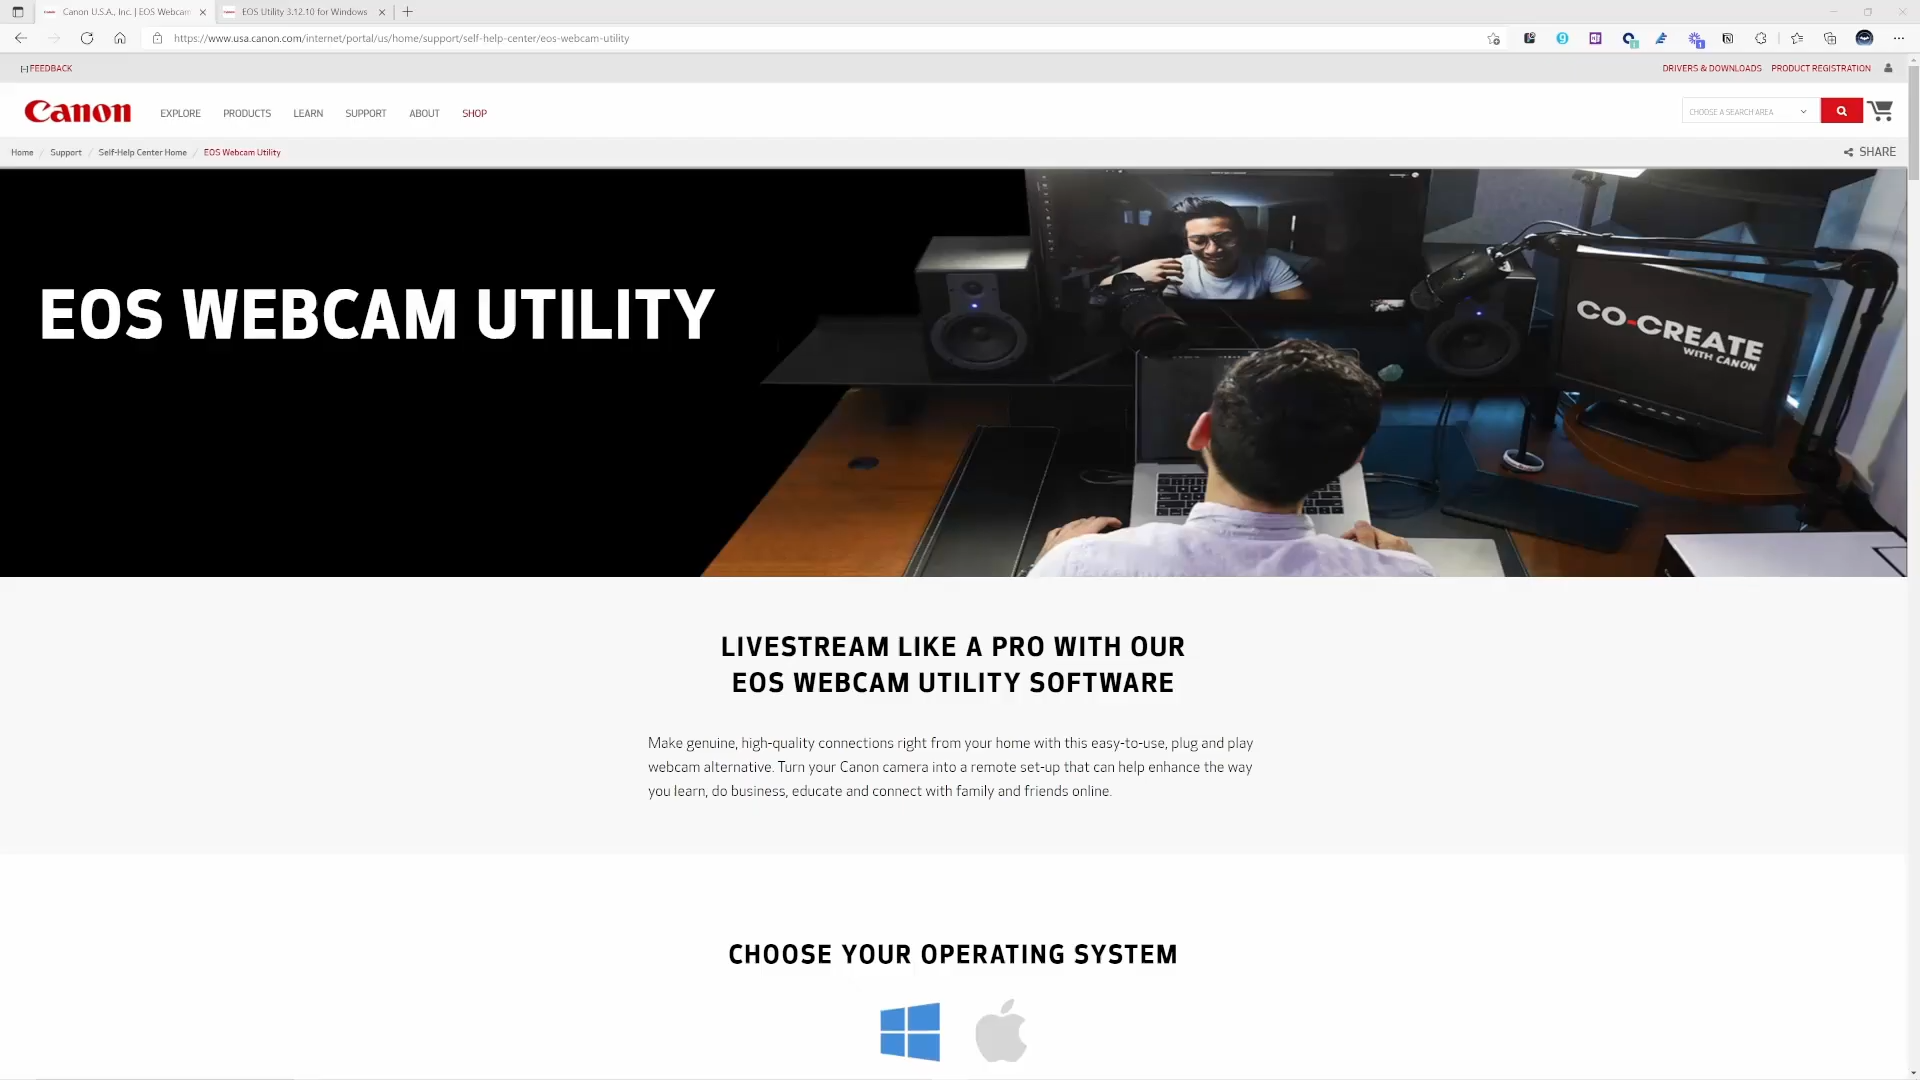 Canon U.S.A., Inc. | EOS Webcam
EOS Utility 3.12.10 for Windows
https://www.usa.canon.com/internet/portal/us/home/support/self-help-center/eos-webcam-utility
[-] FEEDBACK
DRIVERS & DOWNLOADS
PRODUCT REGISTRATION
Canon
EXPLORE
PRODUCTS
LEARN
SUPPORT
ABOUT
SHOP
CHOOSE A SEARCH AREA
Home / Support / Self-Help Center Home / EOS Webcam Utility
SHARE
EOS WEBCAM UTILITY
CO-CREATE
WITH CANON
LIVESTREAM LIKE A PRO WITH OUR
EOS WEBCAM UTILITY SOFTWARE
Make genuine, high-quality connections right from your home with this easy-to-use, plug and play
webcam alternative. Turn your Canon camera into a remote set-up that can help enhance the way
you learn, do business, educate and connect with family and friends online.
CHOOSE YOUR OPERATING SYSTEM